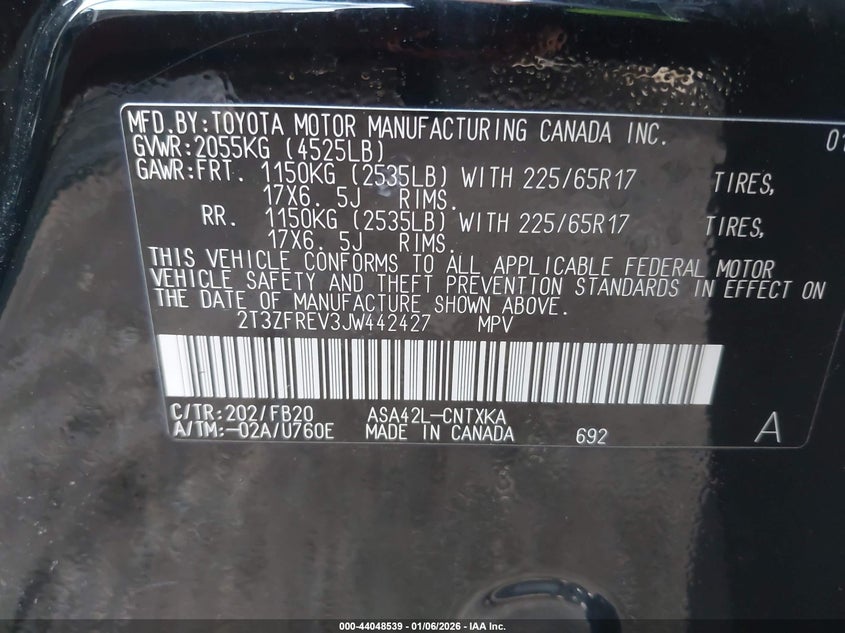 MFD.BY:TOYOTA MOTOR MANUFACTURING CANADA INC. 01
GVWR:2055KG (4525LB)
GAWR:FRT. 1150KG (2535LB) WITH 225/65R17 TIRES,
17X6. 5J RIMS.
RR. 1150KG (2535LB) WITH 225/65R17 TIRES,
17X6. 5J RIMS.
THIS VEHICLE CONFORMS TO ALL APPLICABLE FEDERAL MOTOR
VEHICLE SAFETY AND THEFT PREVENTION STANDARDS IN EFFECT ON
THE DATE OF MANUFACTURE SHOWN ABOVE.
2T3ZFREV3JW442427 MPV
C/TR:202/FB20 ASA42L-CNTXKA
A/TM:-02A/U760E MADE IN CANADA 692 A
000-44048539 - 01/06/2026 - IAA Inc.